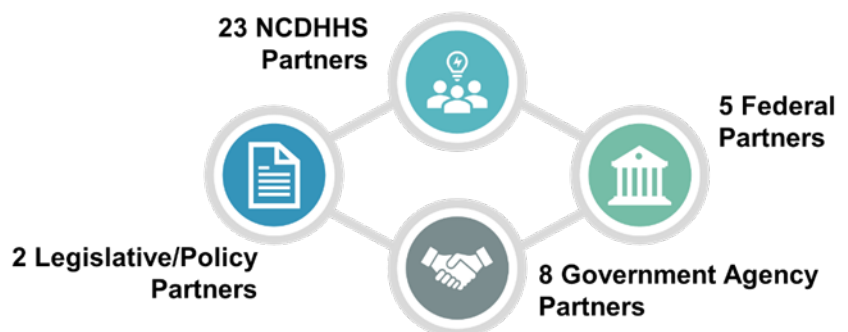 23 NCDHHS
Partners
5 Federal
Partners
2 Legislative/Policy
Partners
8 Government Agency
Partners